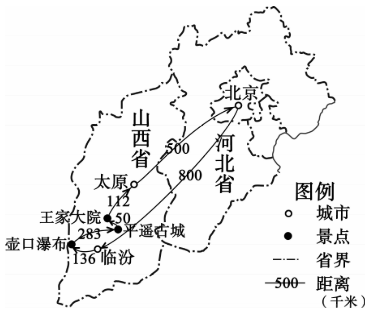 北京
山西省
河北省
500
800
太原
112
王家大院
50
平遥古城
283
壶口瀑布
136
临汾
图例
城市
景点
省界
500 距离
(千米)